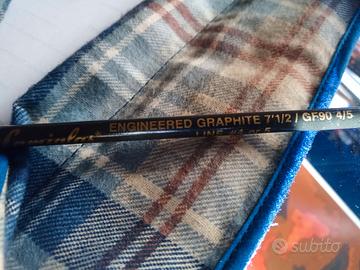 ENGINEERED GRAPHITE 7'1/2 / GF90 4/5
LINE #4 or 5
subito